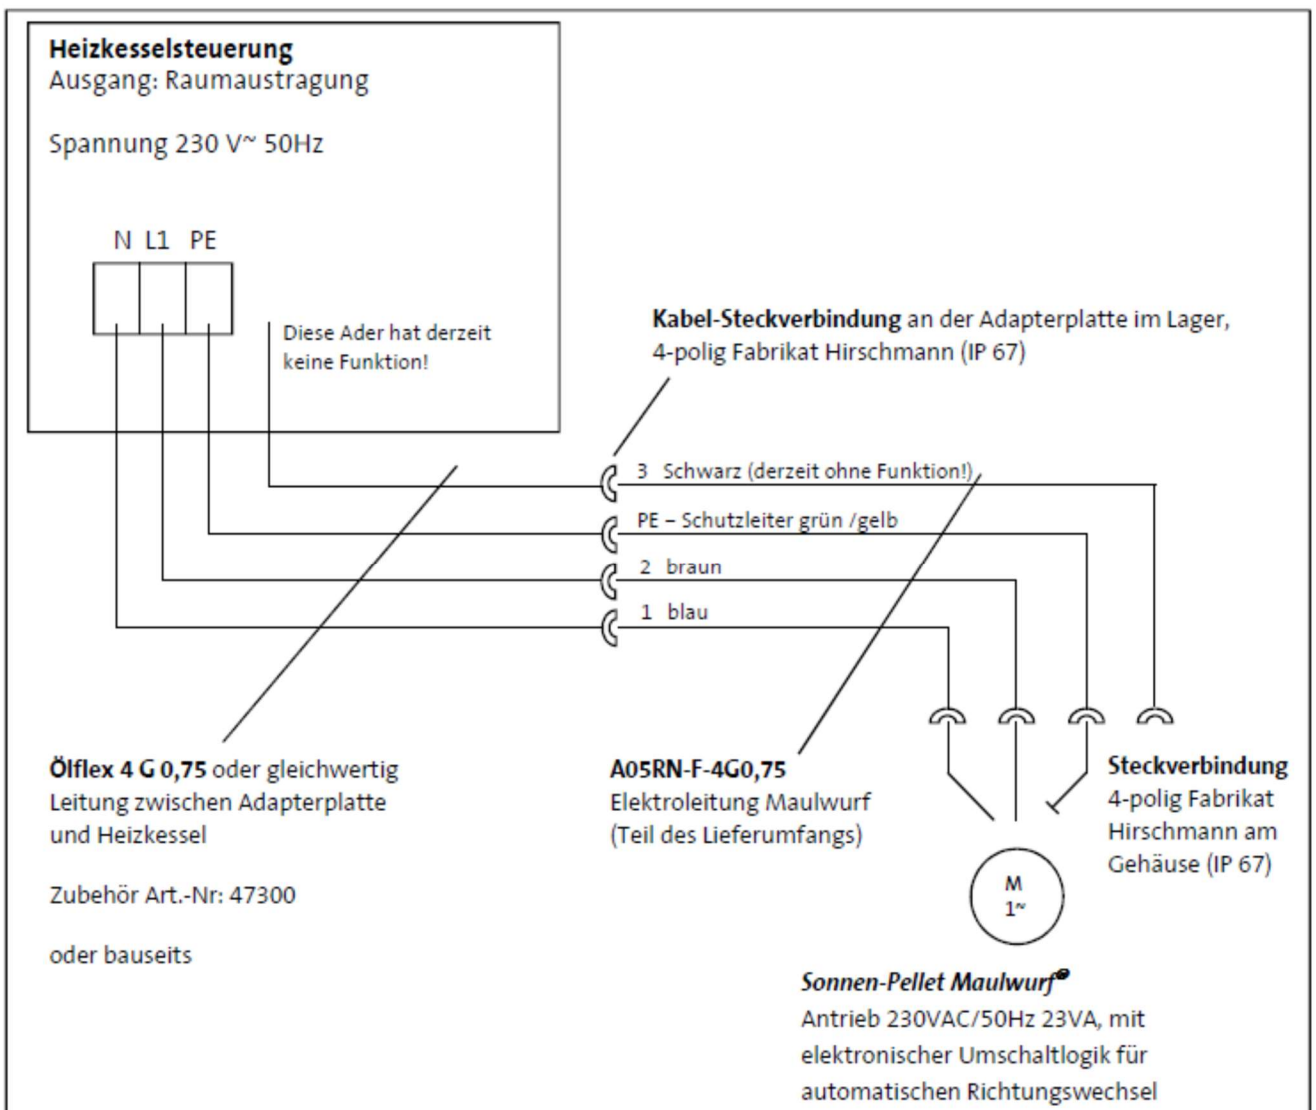 Heizkesselsteuerung
Ausgang: Raumaustragung
Spannung 230 V~ 50Hz
N L1 PE
Diese Ader hat derzeit
keine Funktion!
Kabel-Steckverbindung an der Adapterplatte im Lager,
4-polig Fabrikat Hirschmann (IP 67)
3 Schwarz (derzeit ohne Funktion!)
PE – Schutzleiter grün /gelb
2 braun
1 blau
Ölflex 4 G 0,75 oder gleichwertig
Leitung zwischen Adapterplatte
und Heizkessel
Zubehör Art.-Nr: 47300
oder bauseits
A05RN-F-4G0,75
Elektroleitung Maulwurf
(Teil des Lieferumfangs)
Steckverbindung
4-polig Fabrikat
Hirschmann am
Gehäuse (IP 67)
M
1~
Sonnen-Pellet Maulwurf®
Antrieb 230VAC/50Hz 23VA, mit
elektronischer Umschaltlogik für
automatischen Richtungswechsel